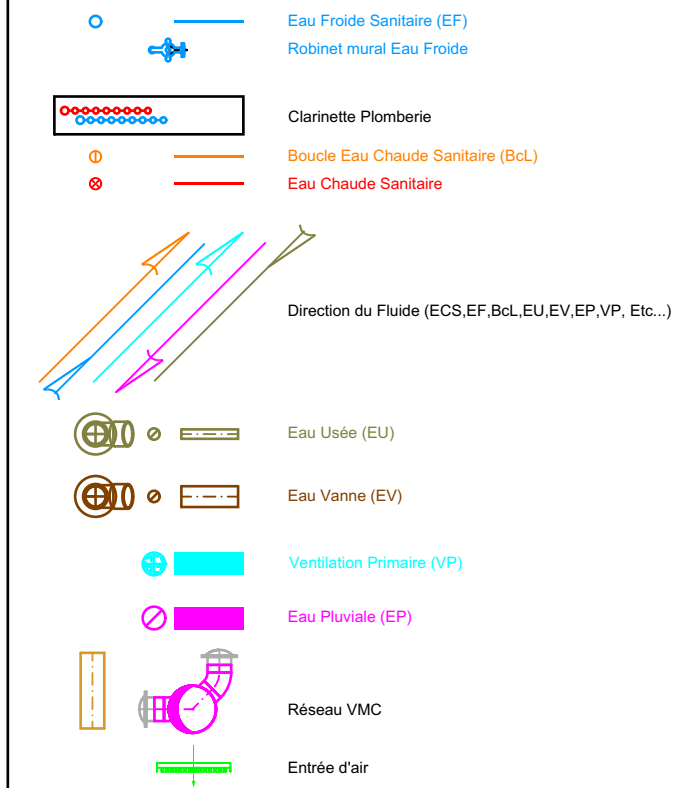 Eau Froide Sanitaire (EF)
Robinet mural Eau Froide
Clarinette Plomberie
Boucle Eau Chaude Sanitaire (BcL)
Eau Chaude Sanitaire
Direction du Fluide (ECS,EF,BcL,EU,EV,EP,VP, Etc...)
Eau Usée (EU)
Eau Vanne (EV)
Ventilation Primaire (VP)
Eau Pluviale (EP)
Réseau VMC
Entrée d'air